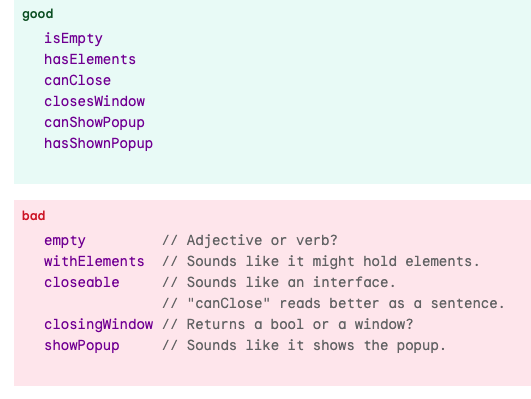 good
isEmpty
hasElements
canClose
closesWindow
canShowPopup
hasShownPopup
bad
empty // Adjective or verb?
withElements // Sounds like it might hold elements.
closeable // Sounds like an interface.
// "canClose" reads better as a sentence.
closingWindow // Returns a bool or a window?
showPopup // Sounds like it shows the popup.